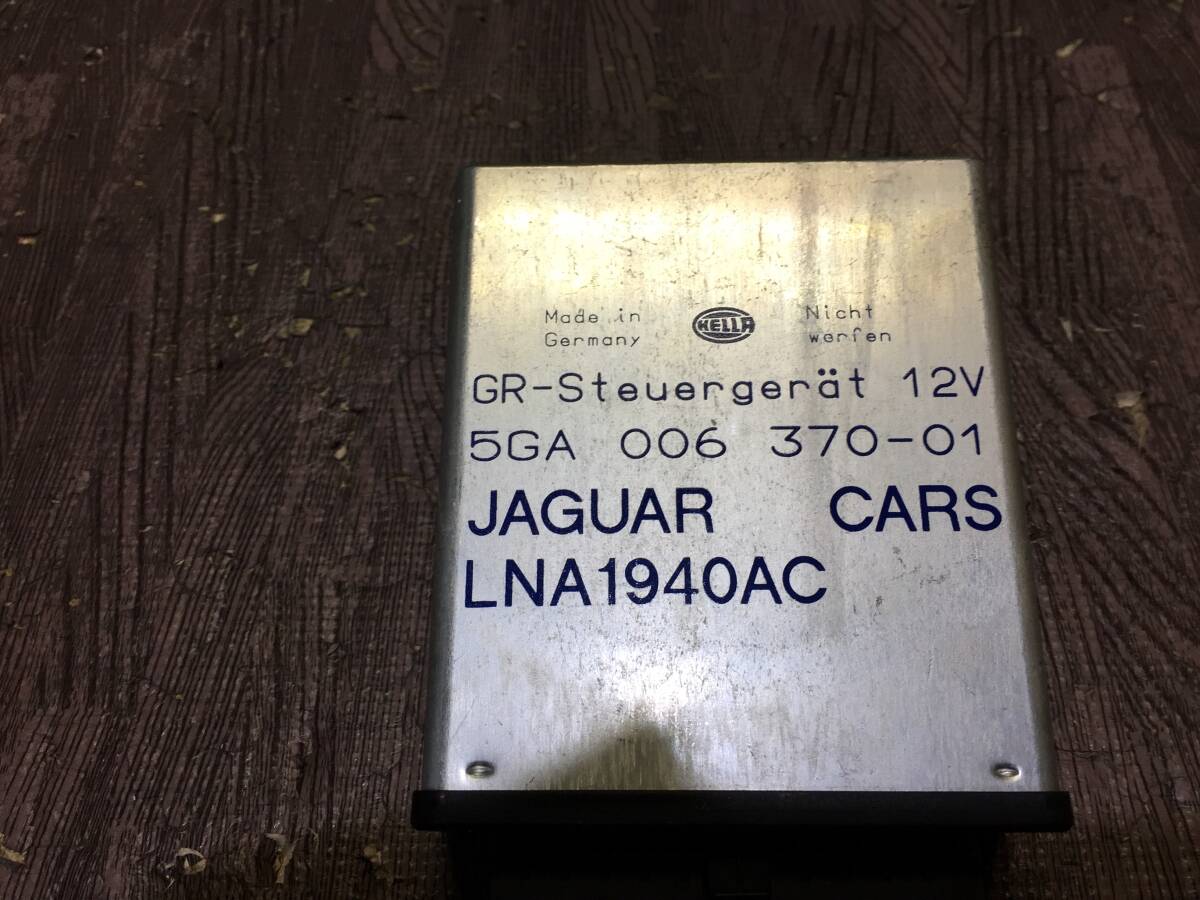 Made in
Germany
HELLA
Nicht
werfen
GR-Steuergerät 12V
5GA 006 370-01
JAGUAR CARS
LNA1940AC